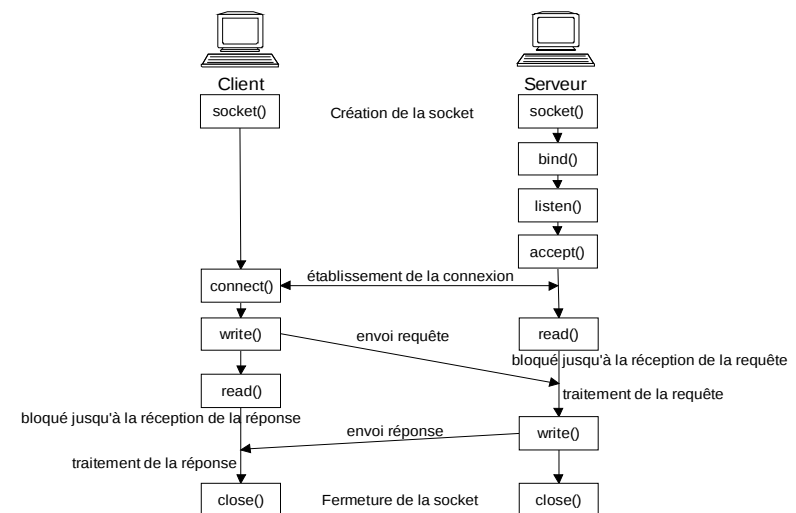 Client
Serveur
socket()
Création de la socket
socket()
bind()
listen()
accept()
établissement de la connexion
connect()
write()
envoi requête
read()
bloqué jusqu'à la réception de la requête
read()
traitement de la requête
bloqué jusqu'à la réception de la réponse
envoi réponse
write()
traitement de la réponse
close()
Fermeture de la socket
close()